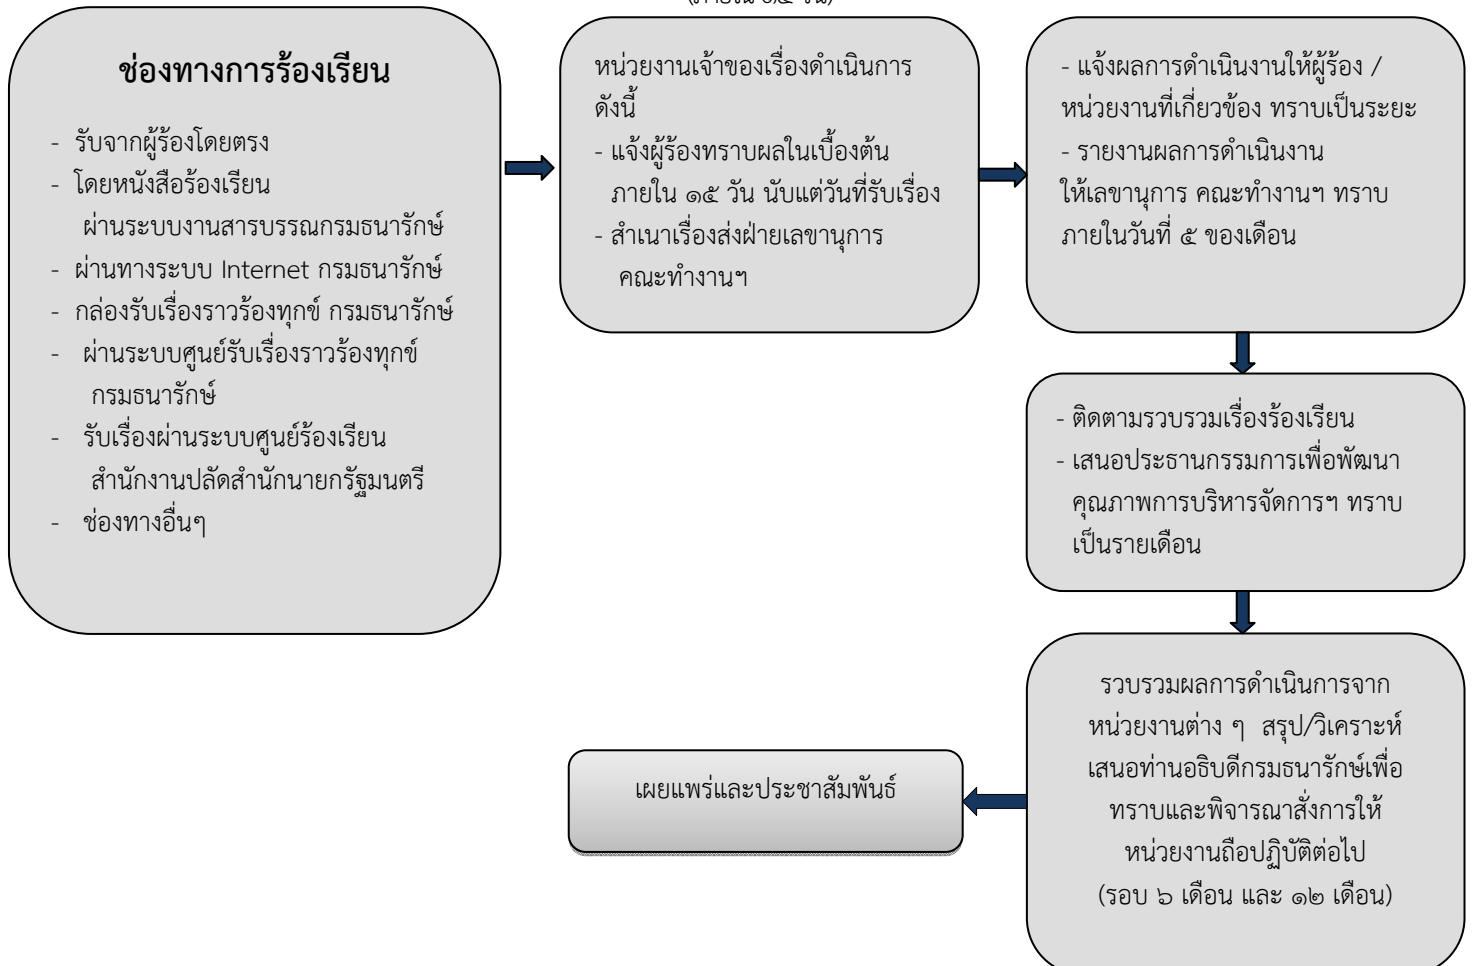 ช่องทางการร้องเรียน
- รับจากผู้ร้องโดยตรง
- โดยหนังสือร้องเรียน
ผ่านระบบงานสารบรรณกรมธนารักษ์
- ผ่านทางระบบ Internet กรมธนารักษ์
- กล่องรับเรื่องราวร้องทุกข์ กรมธนารักษ์
- ผ่านระบบศูนย์รับเรื่องราวร้องทุกข์
กรมธนารักษ์
- รับเรื่องผ่านระบบศูนย์ร้องเรียน
สำนักงานปลัดสำนักนายกรัฐมนตรี
- ช่องทางอื่นๆ
หน่วยงานเจ้าของเรื่องดำเนินการ
ดังนี้
- แจ้งผู้ร้องทราบผลในเบื้องต้น
ภายใน ๑๕ วัน นับแต่วันที่รับเรื่อง
- สำเนาเรื่องส่งฝ่ายเลขานุการ
คณะทำงานฯ
- แจ้งผลการดำเนินงานให้ผู้ร้อง /
หน่วยงานที่เกี่ยวข้อง ทราบเป็นระยะ
- รายงานผลการดำเนินงาน
ให้เลขานุการ คณะทำงานฯ ทราบ
ภายในวันที่ ๕ ของเดือน
- ติดตามรวบรวมเรื่องร้องเรียน
- เสนอประธานกรรมการเพื่อพัฒนา
คุณภาพการบริหารจัดการฯ ทราบ
เป็นรายเดือน
รวบรวมผลการดำเนินการจาก
หน่วยงานต่าง ๆ สรุป/วิเคราะห์
เสนอท่านอธิบดีกรมธนารักษ์เพื่อ
ทราบและพิจารณาสั่งการให้
หน่วยงานถือปฏิบัติต่อไป
(รอบ ๖ เดือน และ ๑๒ เดือน)
เผยแพร่และประชาสัมพันธ์